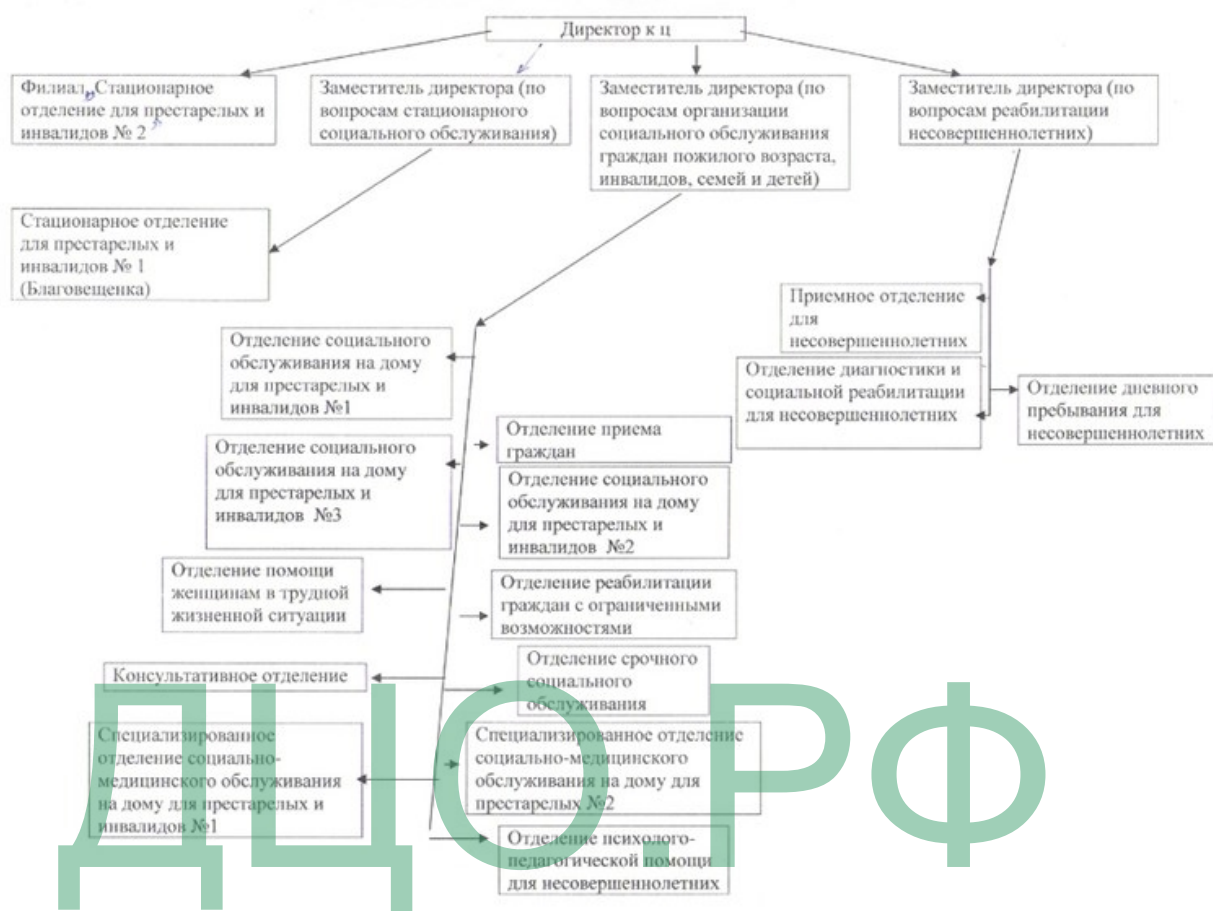 Директор к ц
Филиал „Стационарное
отделение для престарелых и
инвалидов № 2
Заместитель директора (по
вопросам стационарного
социального обслуживания)
Заместитель директора (по
вопросам организации
социального обслуживания
граждан пожилого возраста,
инвалидов, семей и детей)
Заместитель директора (по
вопросам реабилитации
несовершеннолетних)
Стационарное отделение
для престарелых и
инвалидов № 1
(Благовещенка)
Приемное отделение
для
несовершеннолетних
Отделение диагностики и
социальной реабилитации
для несовершеннолетних
Отделение дневного
пребывания для
несовершеннолетних
Отделение социального
обслуживания на дому
для престарелых и
инвалидов №1
Отделение приема
граждан
Отделение социального
обслуживания на дому
для престарелых и
инвалидов №3
Отделение социального
обслуживания на дому
для престарелых и
инвалидов №2
Отделение помощи
женщинам в трудной
жизненной ситуации
Отделение реабилитации
граждан с ограниченными
возможностями
Консультативное отделение
Отделение срочного
социального
обслуживания
Специализированное
отделение социально-
медицинского обслуживания
на дому для престарелых и
инвалидов №1
Специализированное отделение
социально-медицинского
обслуживания на дому для
престарелых №2
Отделение психолого-
педагогической помощи
для несовершеннолетних
ДЦО.РФ